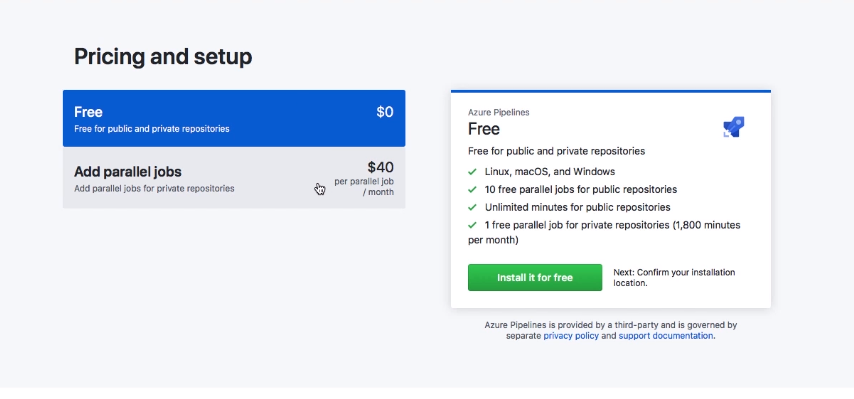 Pricing and setup
Free
$0
Free for public and private repositories
Add parallel jobs
$40
Add parallel jobs for private repositories
per parallel job
/ month
Azure Pipelines
Free
Free for public and private repositories
Linux, macOS, and Windows
10 free parallel jobs for public repositories
Unlimited minutes for public repositories
1 free parallel job for private repositories (1,800 minutes
per month)
Install it for free
Next: Confirm your installation
location.
Azure Pipelines is provided by a third-party and is governed by
separate privacy policy and support documentation.